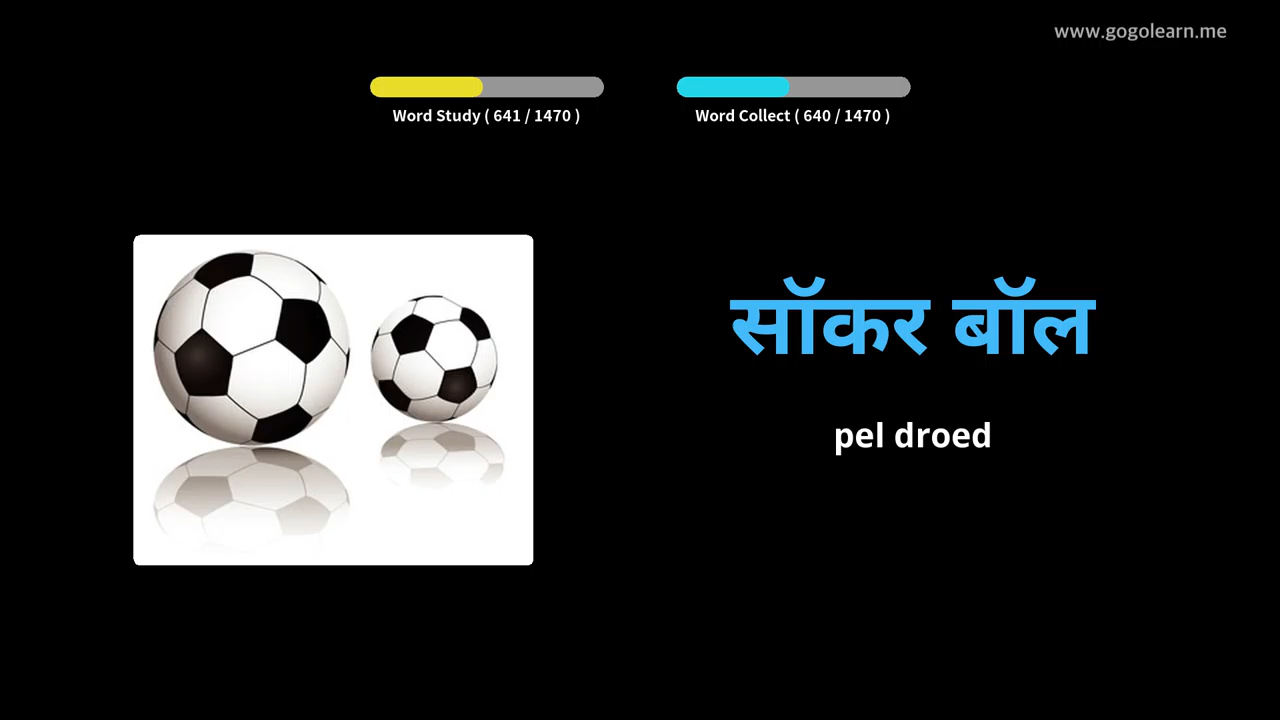 www.gogolearn.me
Word Study ( 641 / 1470 )
Word Collect ( 640 / 1470 )
सॉकर बॉल
pel droed